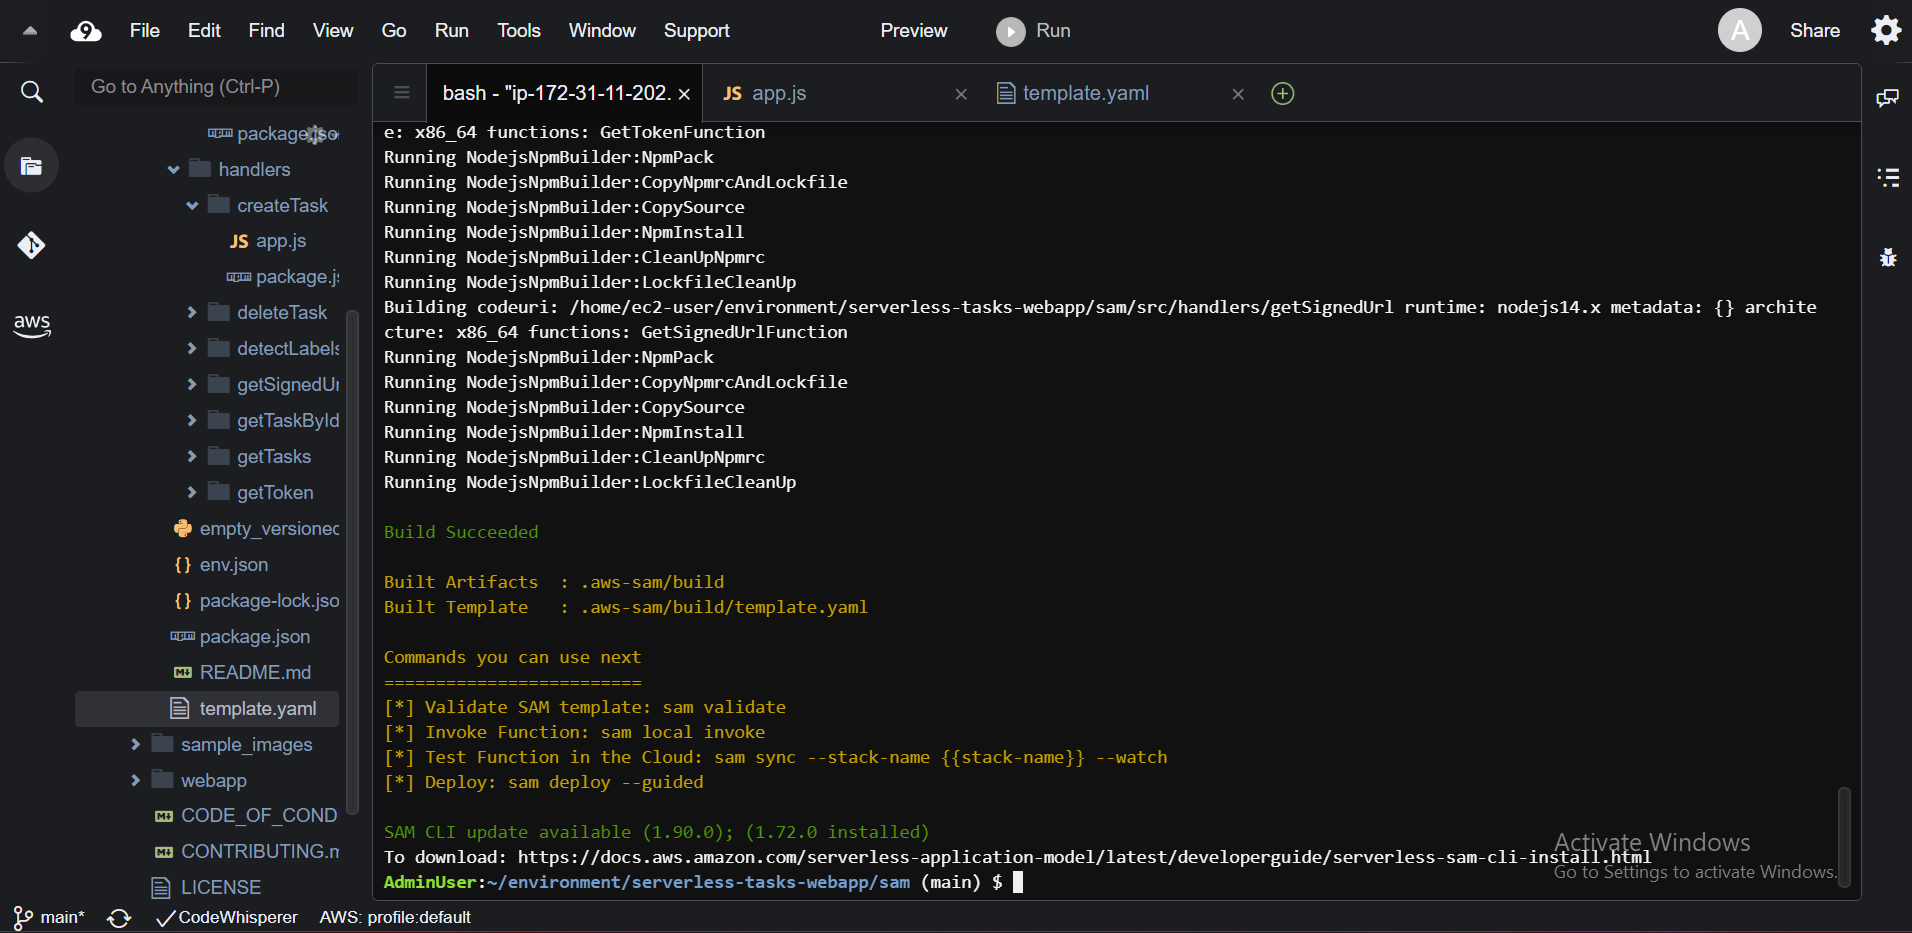 File Edit Find View Go Run Tools Window Support Preview Run A Share
Go to Anything (Ctrl-P)
bash - "ip-172-31-11-202. × JS app.js × template.yaml ×
handlers
createTask
JS app.js
package.js
deleteTask
detectLabels
getSignedUr
getTaskById
getTasks
getToken
empty_versioned
{} env.json
{} package-lock.jso
package.json
README.md
template.yaml
sample_images
webapp
CODE_OF_COND
CONTRIBUTING.m
LICENSE
aws
e: x86_64 functions: GetTokenFunction
Running NodejsNpmBuilder:NpmPack
Running NodejsNpmBuilder:CopyNpmrcAndLockfile
Running NodejsNpmBuilder:CopySource
Running NodejsNpmBuilder:NpmInstall
Running NodejsNpmBuilder:CleanUpNpmrc
Running NodejsNpmBuilder:LockfileCleanUp
Building codeuri: /home/ec2-user/environment/serverless-tasks-webapp/sam/src/handlers/getSignedUrl runtime: nodejs14.x metadata: {} archite
cture: x86_64 functions: GetSignedUrlFunction
Running NodejsNpmBuilder:NpmPack
Running NodejsNpmBuilder:CopyNpmrcAndLockfile
Running NodejsNpmBuilder:CopySource
Running NodejsNpmBuilder:NpmInstall
Running NodejsNpmBuilder:CleanUpNpmrc
Running NodejsNpmBuilder:LockfileCleanUp
Build Succeeded
Built Artifacts  : .aws-sam/build
Built Template   : .aws-sam/build/template.yaml
Commands you can use next
=========================
[*] Validate SAM template: sam validate
[*] Invoke Function: sam local invoke
[*] Test Function in the Cloud: sam sync --stack-name {{stack-name}} --watch
[*] Deploy: sam deploy --guided
SAM CLI update available (1.90.0); (1.72.0 installed)
To download: https://docs.aws.amazon.com/serverless-application-model/latest/developerguide/serverless-sam-cli-install.html
AdminUser:~/environment/serverless-tasks-webapp/sam (main) $
Activate Windows
Go to Settings to activate Windows.
main* CodeWhisperer AWS: profile:default